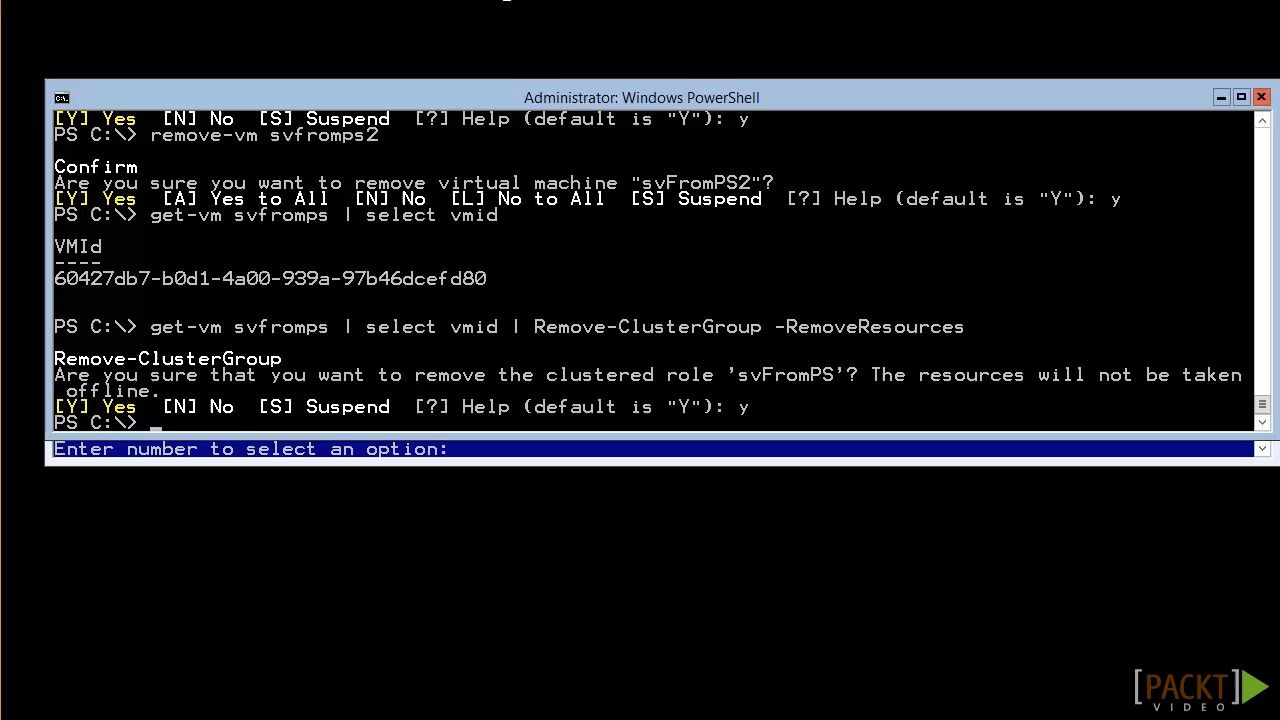 Administrator: Windows PowerShell
[Y] Yes  [N] No  [S] Suspend  [?] Help (default is "Y"): y
PS C:\> remove-vm svfromps2
Confirm
Are you sure you want to remove virtual machine "svFromPS2"?
[Y] Yes  [A] Yes to All  [N] No  [L] No to All  [S] Suspend  [?] Help (default is "Y"): y
PS C:\> get-vm svfromps | select vmid
VMId
----
60427db7-b0d1-4a00-939a-97b46dcefd80
PS C:\> get-vm svfromps | select vmid | Remove-ClusterGroup -RemoveResources
Remove-ClusterGroup
Are you sure that you want to remove the clustered role 'svFromPS'? The resources will not be taken
offline.
[Y] Yes  [N] No  [S] Suspend  [?] Help (default is "Y"): y
PS C:\> _
Enter number to select an option:
[PACKT]
VIDEO